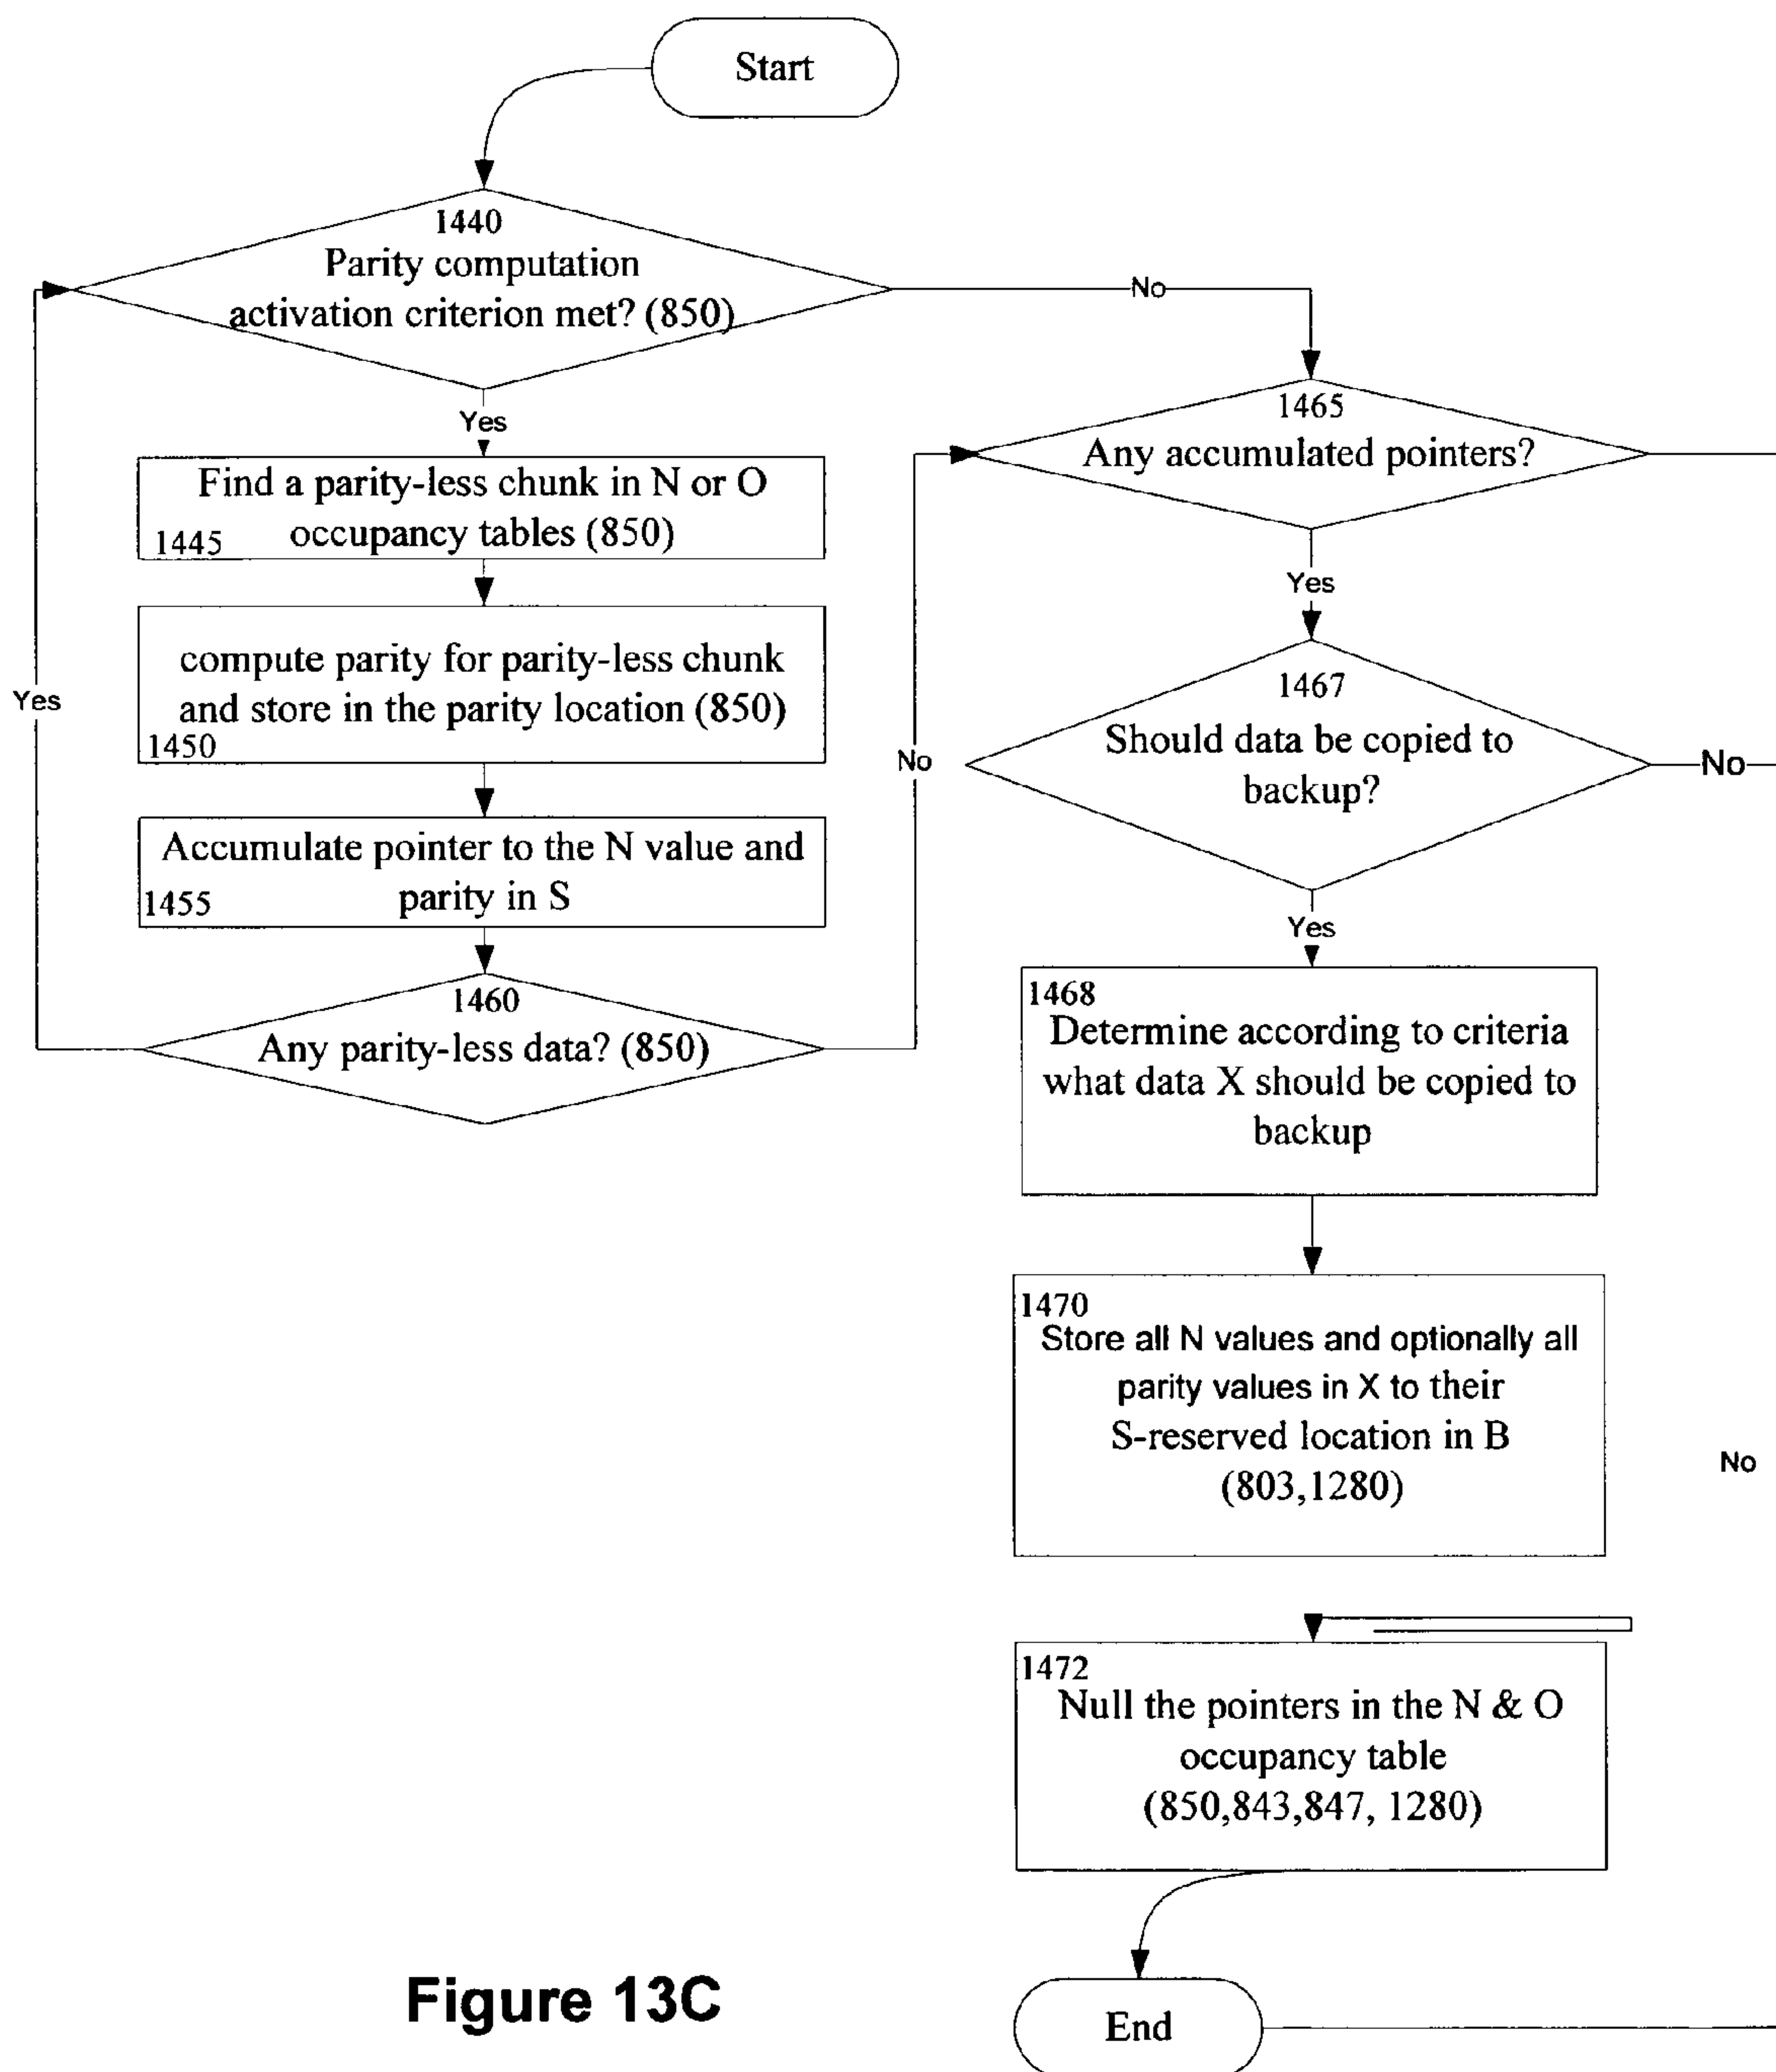 Start
1440
Parity computation
activation criterion met? (850)
No
Yes
Find a parity-less chunk in N or O
1445 occupancy tables (850)
compute parity for parity-less chunk
and store in the parity location (850)
1450
Yes
Accumulate pointer to the N value and
1455 parity in S
1460
Any parity-less data? (850)
No
1465
Any accumulated pointers?
Yes
1467
Should data be copied to
backup?
No
Yes
1468
Determine according to criteria
what data X should be copied to
backup
1470
Store all N values and optionally all
parity values in X to their
S-reserved location in B
(803,1280)
No
1472
Null the pointers in the N & O
occupancy table
(850,843,847, 1280)
End
Figure 13C